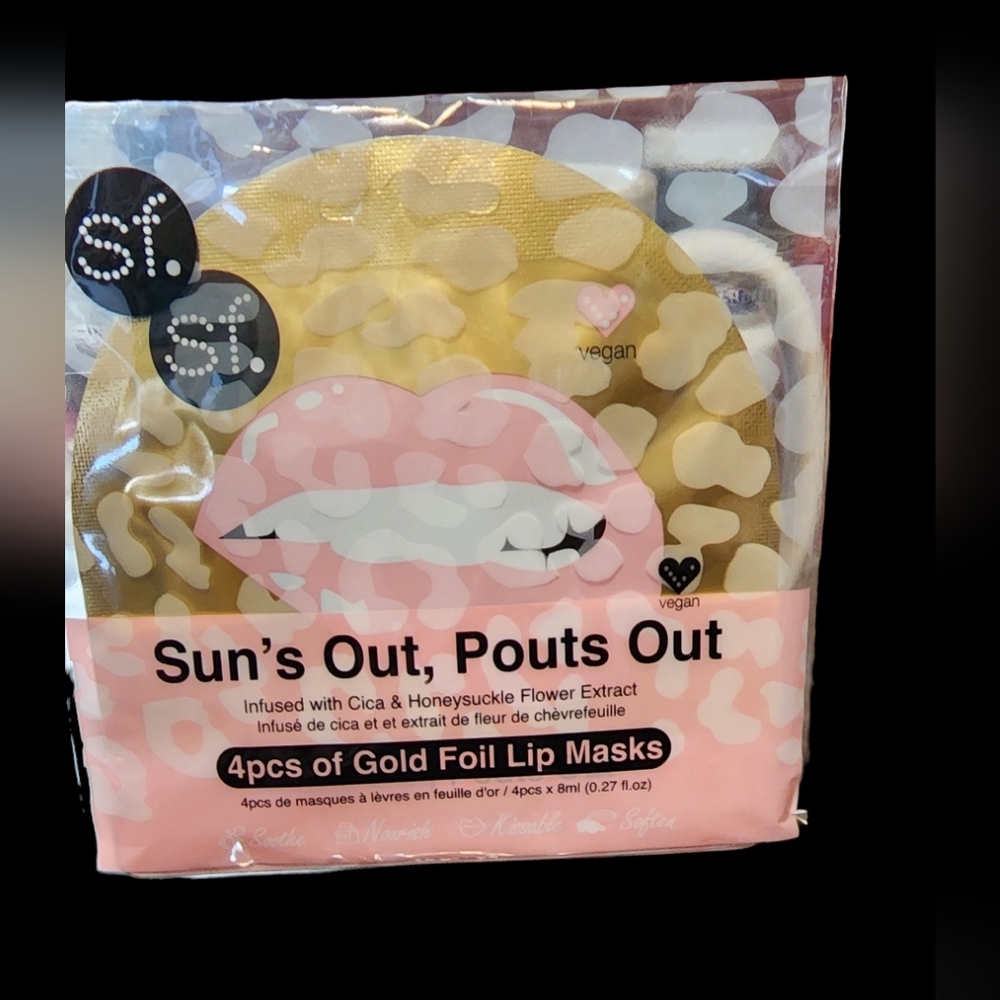 sf.
sf.
vegan
vegan
Sun's Out, Pouts Out
Infused with Cica & Honeysuckle Flower Extract
Infusé de cica et et extrait de fleur de chèvrefeuille
4pcs of Gold Foil Lip Masks
4pcs de masques à lèvres en feuille d'or / 4pcs x 8ml (0.27 fl.oz)
Soothe Nourish Kissable Soften